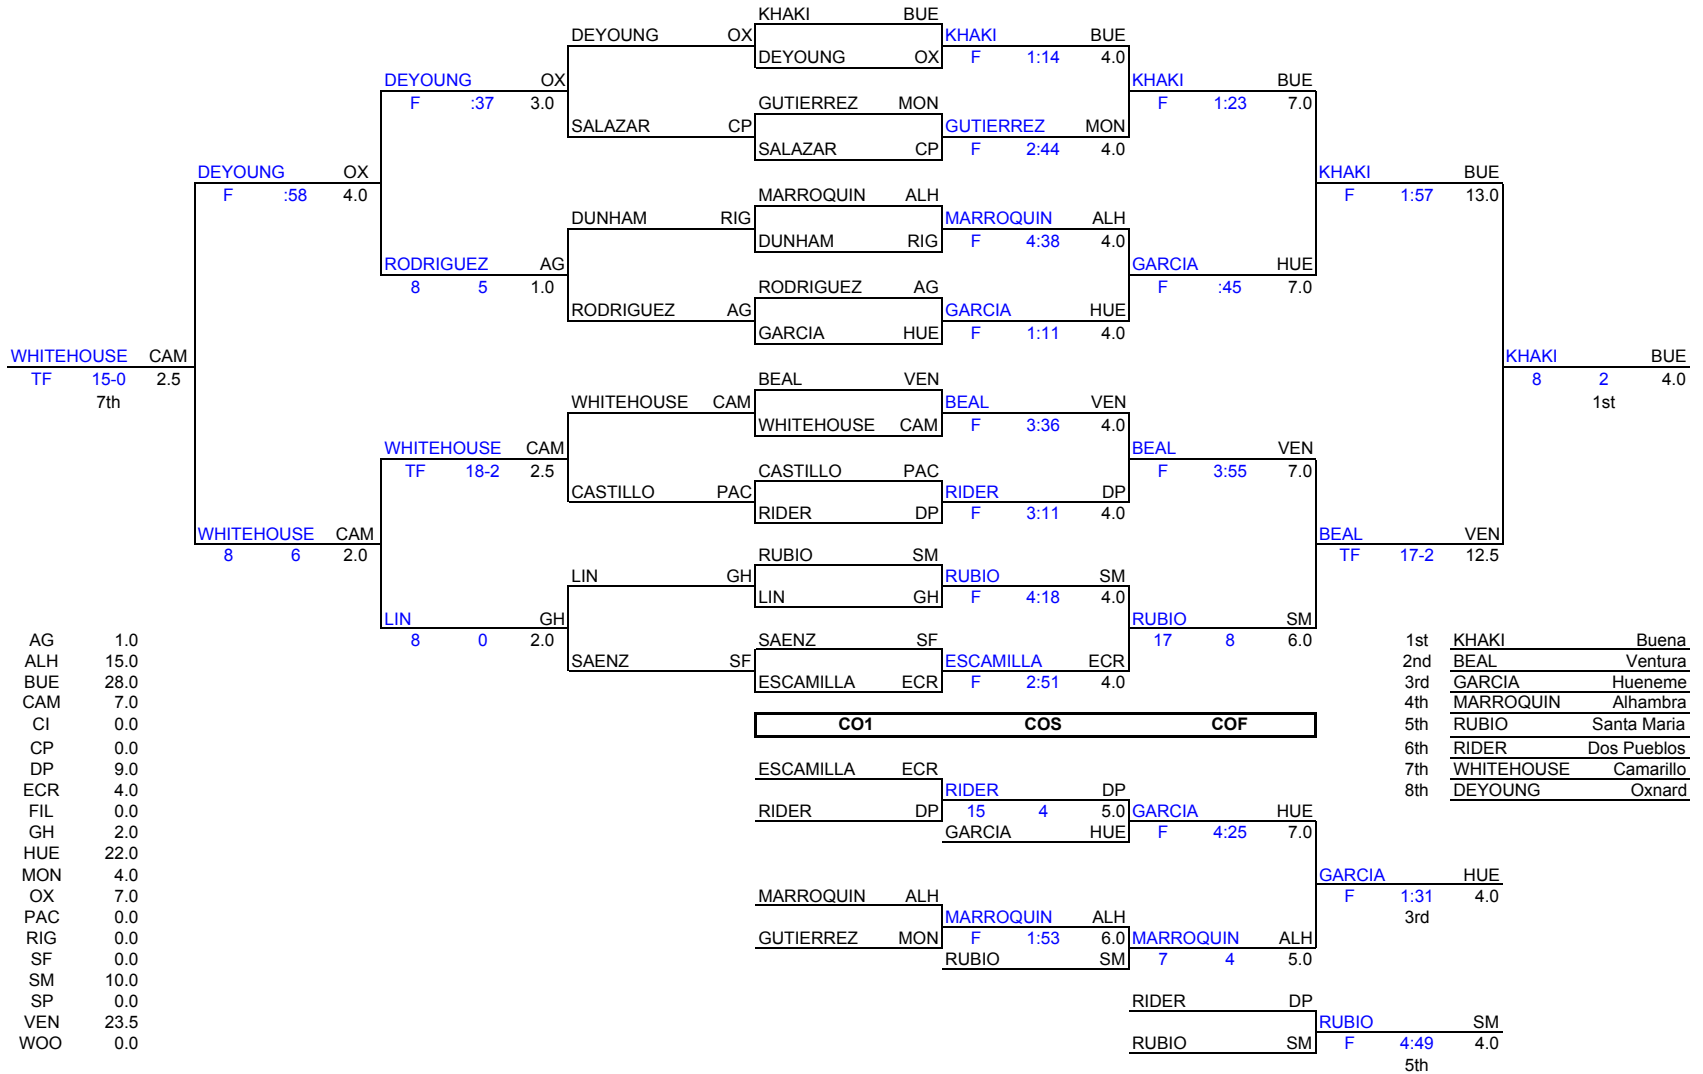 KHAKI BUE
DEYOUNG OX KHAKI BUE
DEYOUNG OX F 1:14 4.0
DEYOUNG OX KHAKI BUE
F :37 3.0 GUTIERREZ MON F 1:23 7.0
SALAZAR CP GUTIERREZ MON
SALAZAR CP F 2:44 4.0
DEYOUNG OX KHAKI BUE
F :58 4.0 MARROQUIN ALH F 1:57 13.0
DUNHAM RIG MARROQUIN ALH
DUNHAM RIG F 4:38 4.0
RODRIGUEZ AG GARCIA HUE
8 5 1.0 RODRIGUEZ AG F :45 7.0
RODRIGUEZ AG GARCIA HUE
GARCIA HUE F 1:11 4.0
WHITEHOUSE CAM KHAKI BUE
TF 15-0 2.5 BEAL VEN 8 2 4.0
7th WHITEHOUSE CAM BEAL VEN 1st
WHITEHOUSE CAM F 3:36 4.0
WHITEHOUSE CAM BEAL VEN
TF 18-2 2.5 CASTILLO PAC F 3:55 7.0
CASTILLO PAC RIDER DP
RIDER DP F 3:11 4.0
WHITEHOUSE CAM BEAL VEN
8 6 2.0 RUBIO SM TF 17-2 12.5
LIN GH RUBIO SM
LIN GH F 4:18 4.0
LIN GH RUBIO SM
AG 1.0 8 0 2.0 SAENZ SF 17 8 6.0 1st KHAKI Buena
ALH 15.0 SAENZ SF ESCAMILLA ECR 2nd BEAL Ventura
BUE 28.0 ESCAMILLA ECR F 2:51 4.0 3rd GARCIA Hueneme
CAM 7.0 4th MARROQUIN Alhambra
CI 0.0 CO1 COS COF 5th RUBIO Santa Maria
CP 0.0 6th RIDER Dos Pueblos
DP 9.0 ESCAMILLA ECR 7th WHITEHOUSE Camarillo
ECR 4.0 RIDER DP 8th DEYOUNG Oxnard
FIL 0.0 RIDER DP 15 4 5.0 GARCIA HUE
GH 2.0 GARCIA HUE F 4:25 7.0
HUE 22.0
MON 4.0 GARCIA HUE
OX 7.0 MARROQUIN ALH F 1:31 4.0
PAC 0.0 MARROQUIN ALH 3rd
RIG 0.0 GUTIERREZ MON F 1:53 6.0 MARROQUIN ALH
SF 0.0 RUBIO SM 7 4 5.0
SM 10.0
SP 0.0 RIDER DP
VEN 23.5 RUBIO SM
WOO 0.0 RUBIO SM F 4:49 4.0
5th